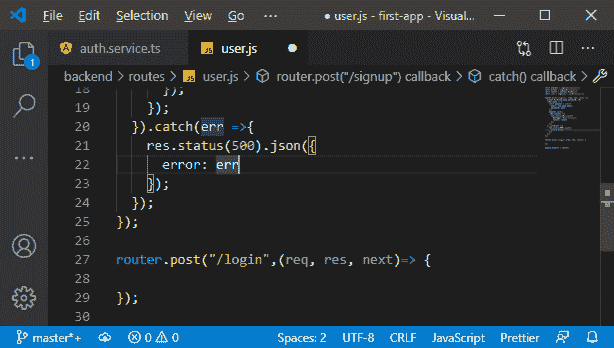 File Edit View Go ... ● user.js - first-app - Visual...
auth.service.ts JS user.js ●
backend > routes > JS user.js > router.post("/signup") callback > catch() callback >
18 });
19 });
20 }).catch(err =>{
21 res.status(500).json({
22 error: err
23 });
24 });
25 });
26
27 router.post("/login",(req, res, next)=> {
28
29 });
30
1
master*+ 0 0 Spaces: 2 UTF-8 CRLF JavaScript Prettier